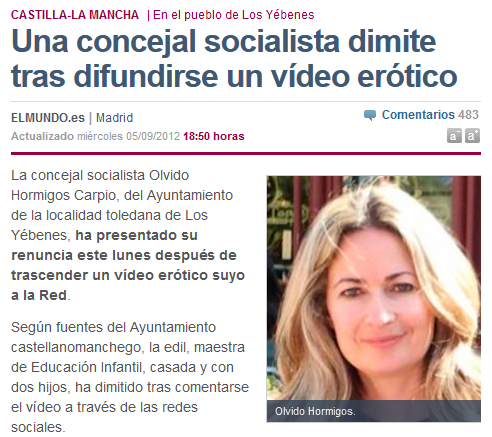 CASTILLA-LA MANCHA | En el pueblo de Los Yébenes
Una concejal socialista dimite
tras difundirse un vídeo erótico
ELMUNDO.es | Madrid
Comentarios 483
Actualizado miércoles 05/09/2012 18:50 horas
a- a+
La concejal socialista Olvido
Hormigos Carpio, del Ayuntamiento
de la localidad toledana de Los
Yébenes, ha presentado su
renuncia este lunes después de
trascender un vídeo erótico suyo
a la Red.
Según fuentes del Ayuntamiento
castellanomanchego, la edil, maestra
de Educación Infantil, casada y con
dos hijos, ha dimitido tras comentarse
el vídeo a través de las redes
sociales.
Olvido Hormigos.